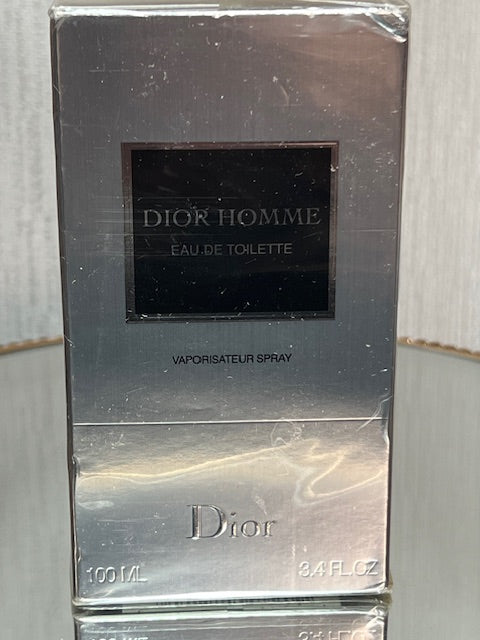 DIOR HOMME
EAU DE TOILETTE
VAPORISATEUR SPRAY
Dior
100 ML 3.4 FL.OZ